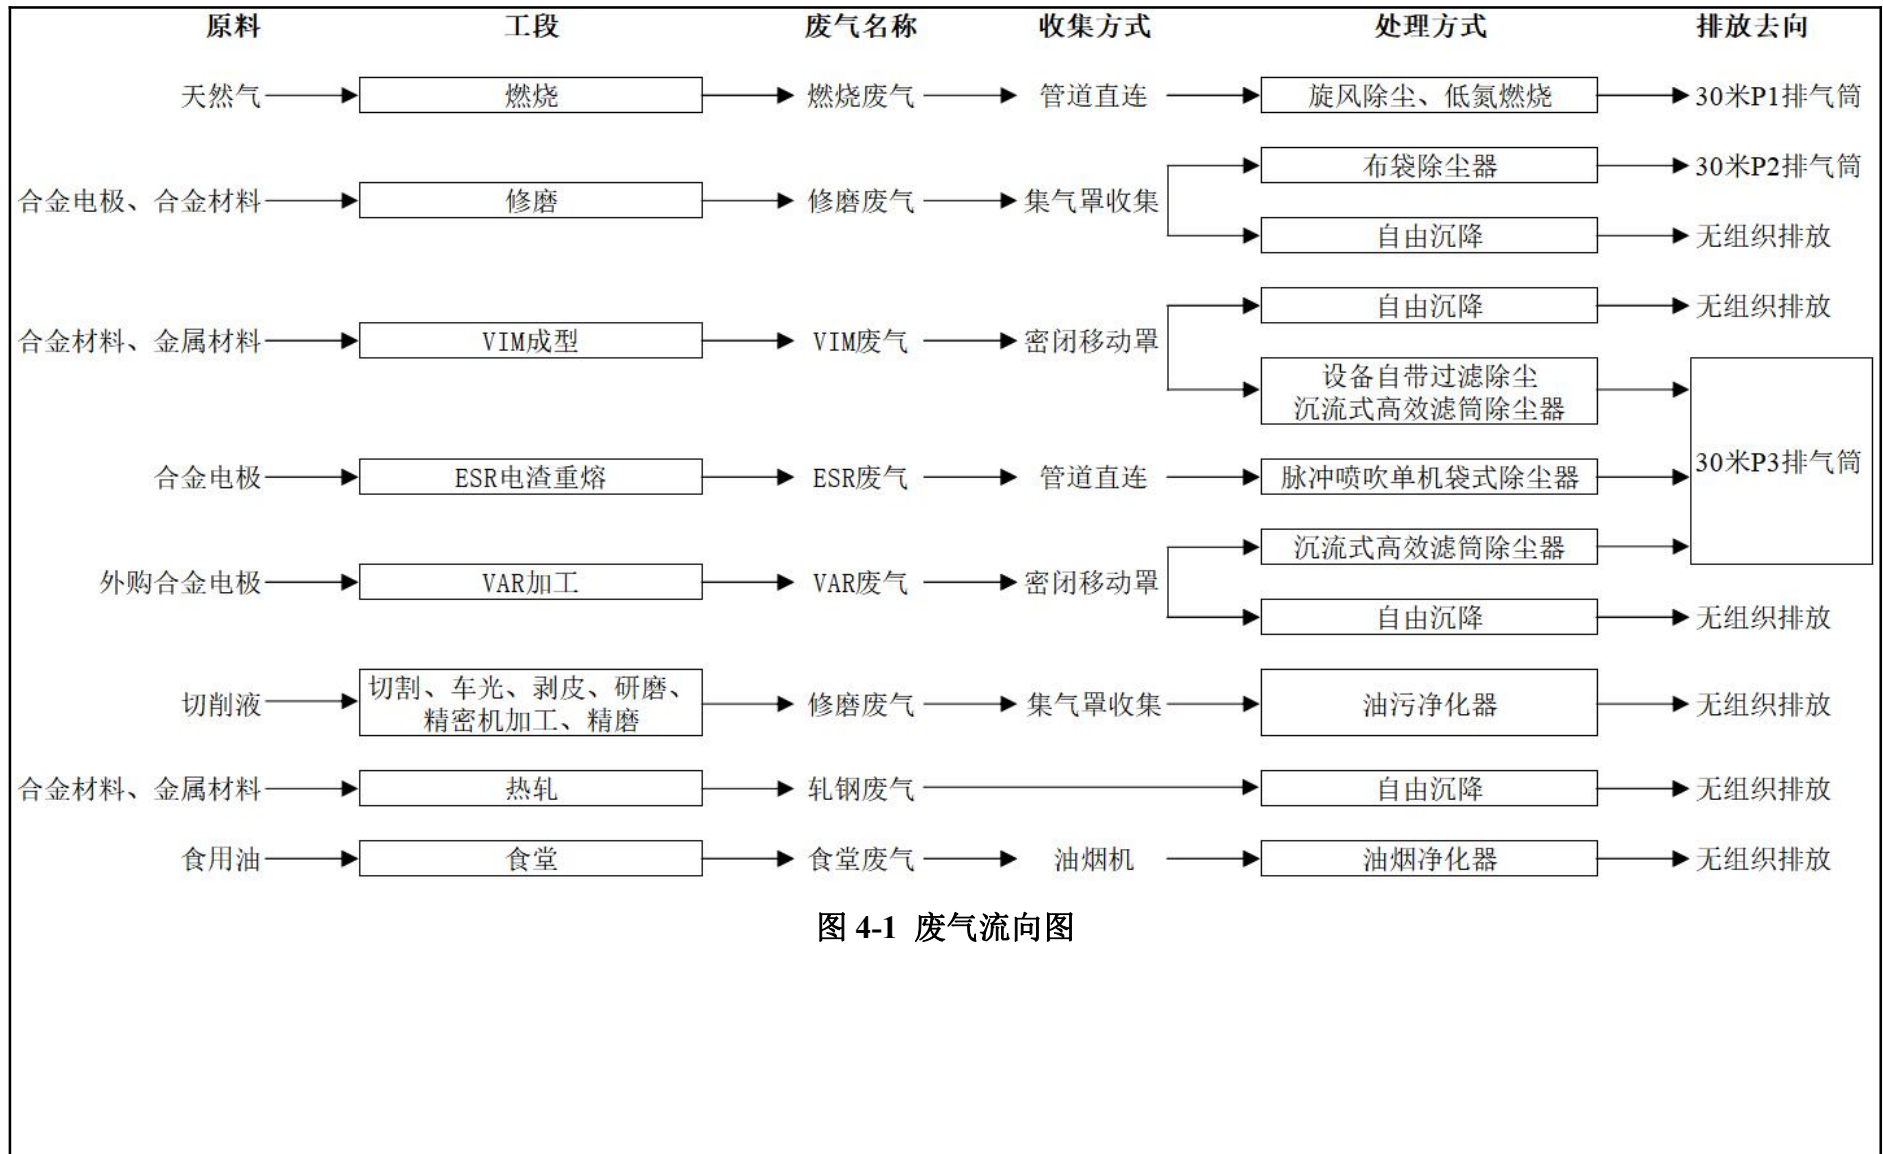 原料 工段 废气名称 收集方式 处理方式 排放去向
天然气 燃烧 燃烧废气 管道直连 旋风除尘、低氮燃烧 30米P1排气筒
布袋除尘器 30米P2排气筒
合金电极、合金材料 修磨 修磨废气 集气罩收集
自由沉降 无组织排放
自由沉降 无组织排放
合金材料、金属材料 VIM成型 VIM废气 密闭移动罩
设备自带过滤除尘
沉流式高效滤筒除尘器
30米P3排气筒
合金电极 ESR电渣重熔 ESR废气 管道直连 脉冲喷吹单机袋式除尘器
沉流式高效滤筒除尘器
外购合金电极 VAR加工 VAR废气 密闭移动罩
自由沉降 无组织排放
切削液 切割、车光、剥皮、研磨、
精密机加工、精磨
修磨废气 集气罩收集 油污净化器 无组织排放
合金材料、金属材料 热轧 轧钢废气 自由沉降 无组织排放
食用油 食堂 食堂废气 油烟机 油烟净化器 无组织排放
图 4-1 废气流向图